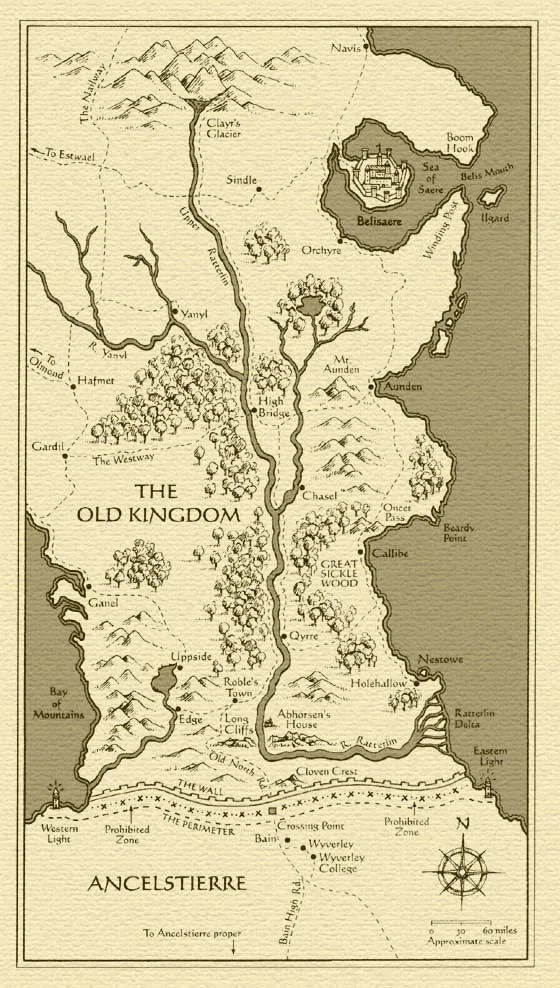 Navis
The Nailway
Clayr's
Glacier
Boom
Hook
To Estwael
Sea
of
Saere
Belis Mouth
Sindle
Ilgard
Belisaere
Upper
Ratterlin
Winding Post
Orchyre
Yanyl
R. Yanyl
To
Olmond
Mt.
Aunden
Hafmet
Aunden
High
Bridge
Gardil
The Westway
THE
OLD KINGDOM
Chasel
Oncet
Pass
Beardy
Point
Callibe
GREAT
SICKLE
WOOD
Ganel
Qyrre
Uppside
Nestowe
Roble's
Town
Holehallow
Bay
of
Mountains
Edge
Long
Cliffs
Abhorsen's
House
Ratterlin
Delta
R. Ratterlin
Old North Rd
Eastern
Light
Cloven Crest
THE WALL
Western
Light
Prohibited
Zone
THE PERIMETER
Crossing Point
Prohibited
Zone
N
Bain
Wyverley
Wyverley
College
ANCELSTIERRE
Bain High Rd.
0 30 60 miles
Approximate scale
To Ancelstierre proper